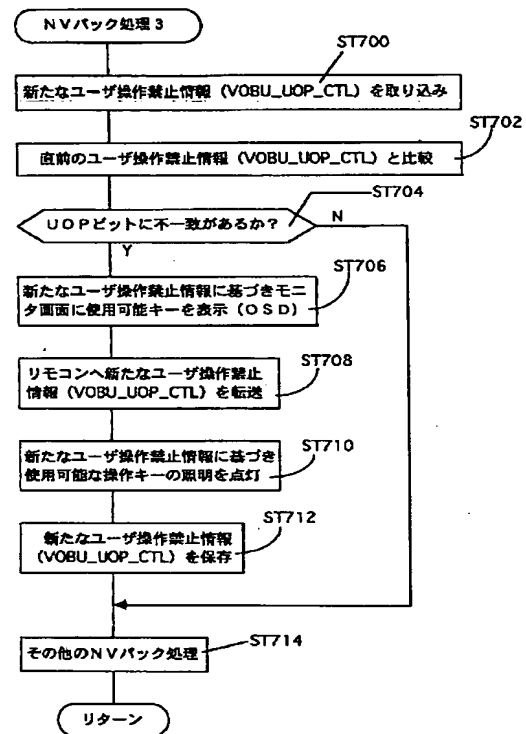 NVパック処理3
ST700
新たなユーザ操作禁止情報（VOBU_UOP_CTL）を取り込み
ST702
直前のユーザ操作禁止情報（VOBU_UOP_CTL）と比較
ST704
UOPビットに不一致があるか？
N
Y
ST706
新たなユーザ操作禁止情報に基づきモニ
タ画面に使用可能キーを表示（OSD）
ST708
リモコンへ新たなユーザ操作禁止
情報（VOBU_UOP_CTL）を転送
ST710
新たなユーザ操作禁止情報に基づき
使用可能な操作キーの照明を点灯
ST712
新たなユーザ操作禁止情報
（VOBU_UOP_CTL）を保存
ST714
その他のNVパック処理
リターン